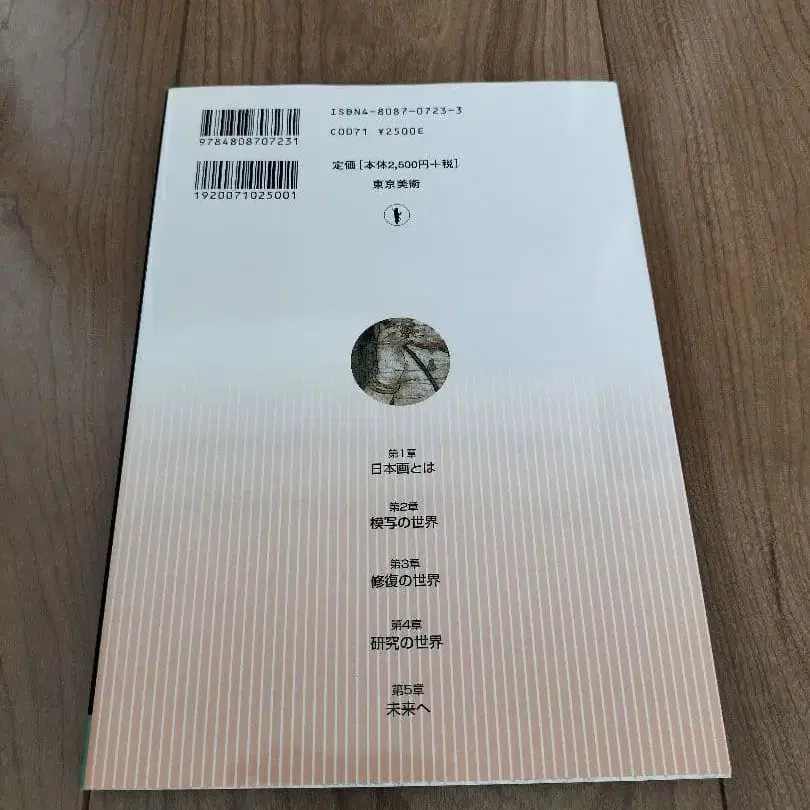 9784808707231
ISBN4-8087-0723-3
C0071 ¥2500E
1920071025001
定価[本体2,500円+税]
東京美術
第1章
日本画とは
第2章
模写の世界
第3章
修復の世界
第4章
研究の世界
第5章
未来へ